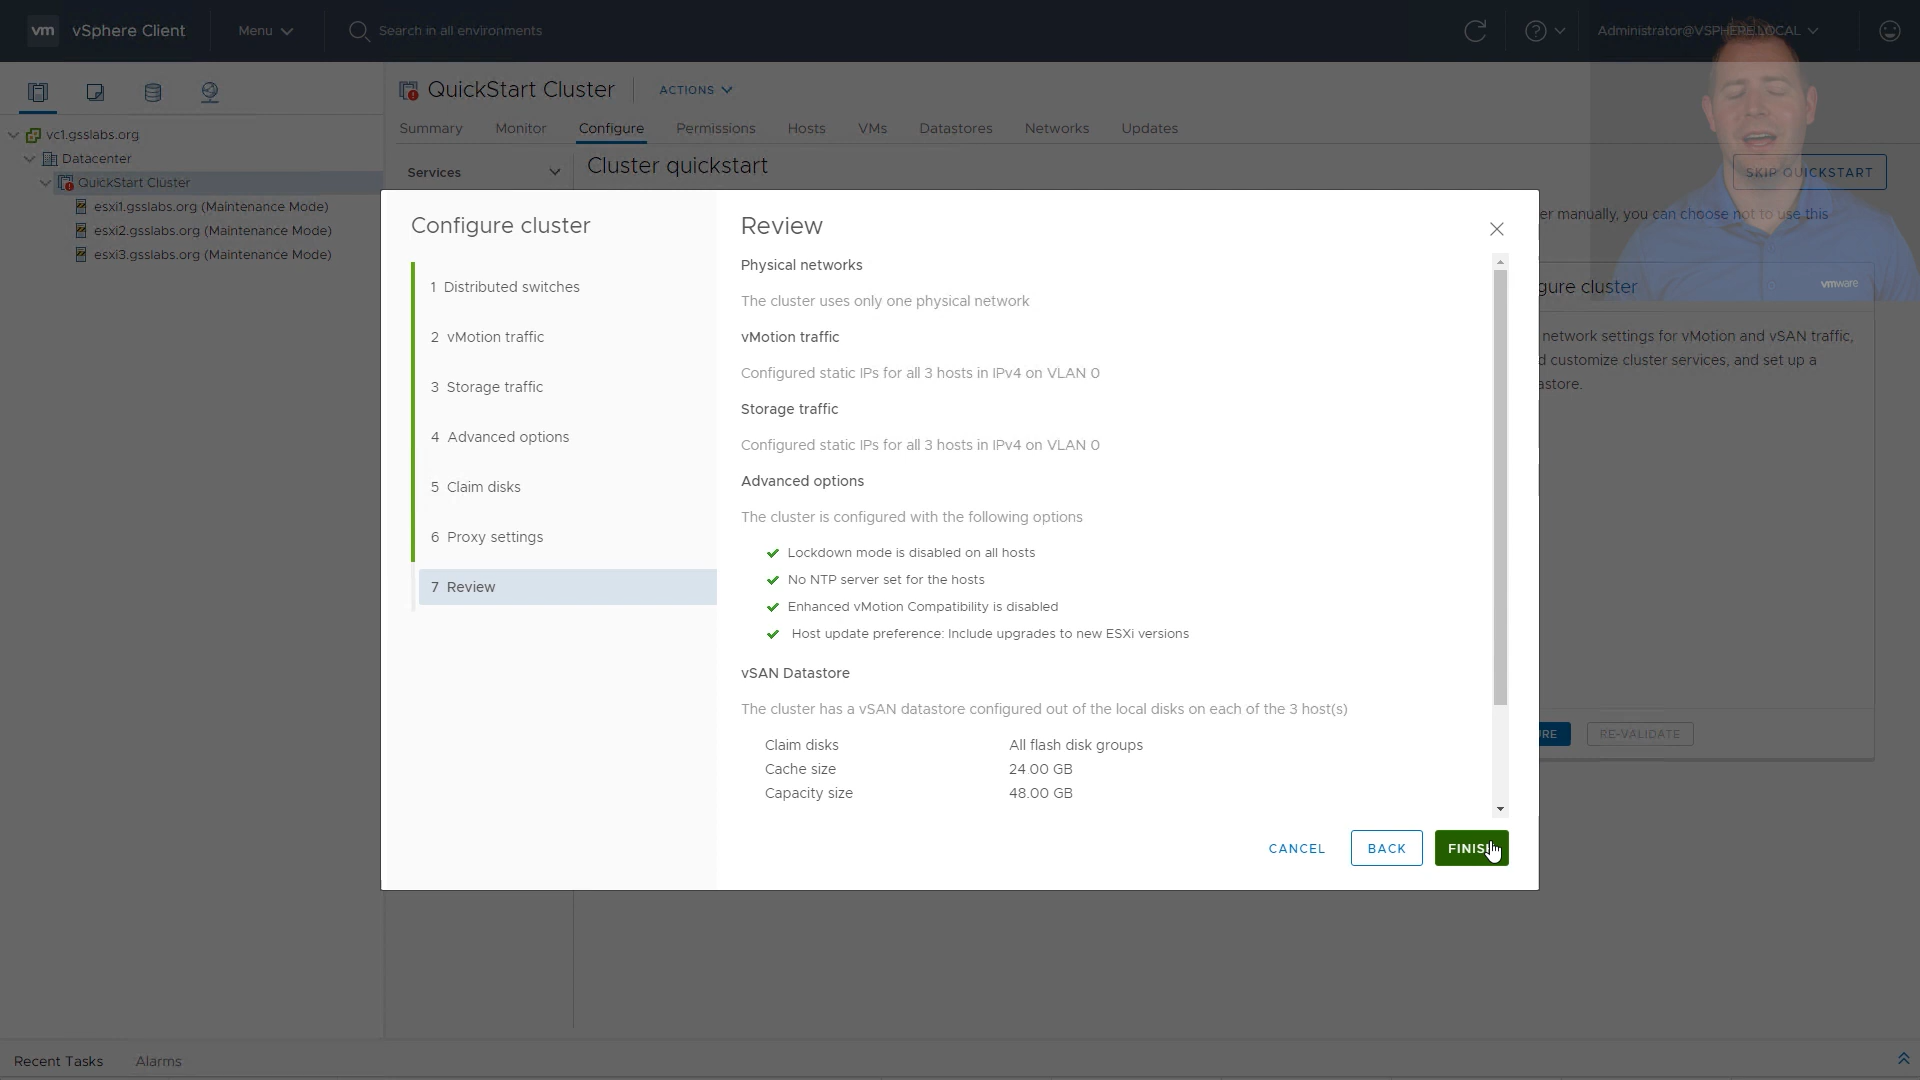 vm vSphere Client Menu Search in all environments Administrator@VSPHERE.LOCAL
QuickStart Cluster ACTIONS
Summary Monitor Configure Permissions Hosts VMs Datastores Networks Updates
vc1.gsslabs.org
Datacenter
QuickStart Cluster
esxi1.gsslabs.org (Maintenance Mode)
esxi2.gsslabs.org (Maintenance Mode)
esxi3.gsslabs.org (Maintenance Mode)
Services
Cluster quickstart
SKIP QUICKSTART
er manually, you can choose not to use this
gure cluster
vmware
network settings for vMotion and vSAN traffic,
d customize cluster services, and set up a
astore.
RE RE-VALIDATE
Configure cluster
1 Distributed switches
2 vMotion traffic
3 Storage traffic
4 Advanced options
5 Claim disks
6 Proxy settings
7 Review
Review
Physical networks
The cluster uses only one physical network
vMotion traffic
Configured static IPs for all 3 hosts in IPv4 on VLAN 0
Storage traffic
Configured static IPs for all 3 hosts in IPv4 on VLAN 0
Advanced options
The cluster is configured with the following options
Lockdown mode is disabled on all hosts
No NTP server set for the hosts
Enhanced vMotion Compatibility is disabled
Host update preference: Include upgrades to new ESXi versions
vSAN Datastore
The cluster has a vSAN datastore configured out of the local disks on each of the 3 host(s)
Claim disks All flash disk groups
Cache size 24.00 GB
Capacity size 48.00 GB
CANCEL BACK FINISH
Recent Tasks Alarms